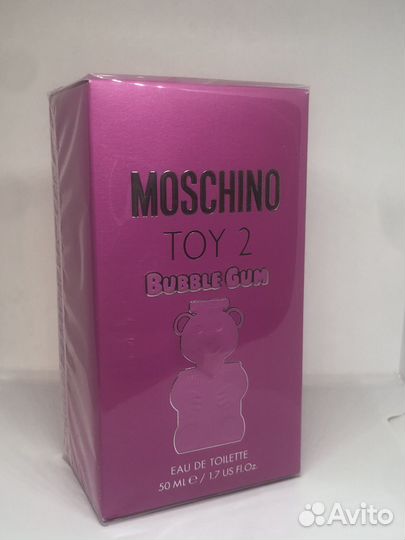 MOSCHINO
TOY 2
BUBBLE GUM
EAU DE TOILETTE
50 ML ℮ / 1.7 US Fl.Oz.
Avito